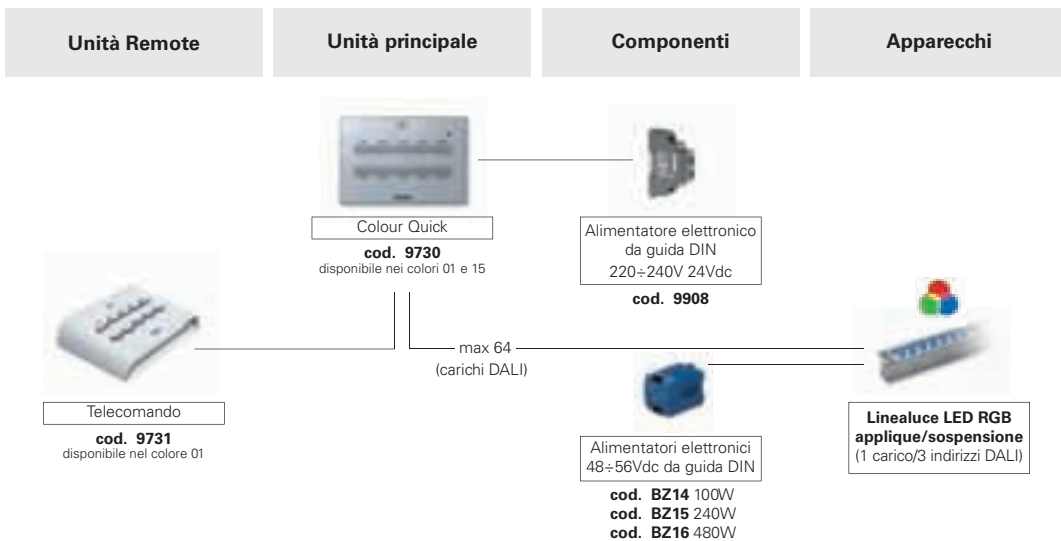 Unità Remote
Unità principale
Componenti
Apparecchi
Colour Quick
cod. 9730
disponibile nei colori 01 e 15
Alimentatore elettronico
da guida DIN
220÷240V 24Vdc
cod. 9908
Telecomando
cod. 9731
disponibile nel colore 01
max 64
(carichi DALI)
Alimentatori elettronici
48÷56Vdc da guida DIN
cod. BZ14 100W
cod. BZ15 240W
cod. BZ16 480W
Linealuce LED RGB
applique/sospensione
(1 carico/3 indirizzi DALI)